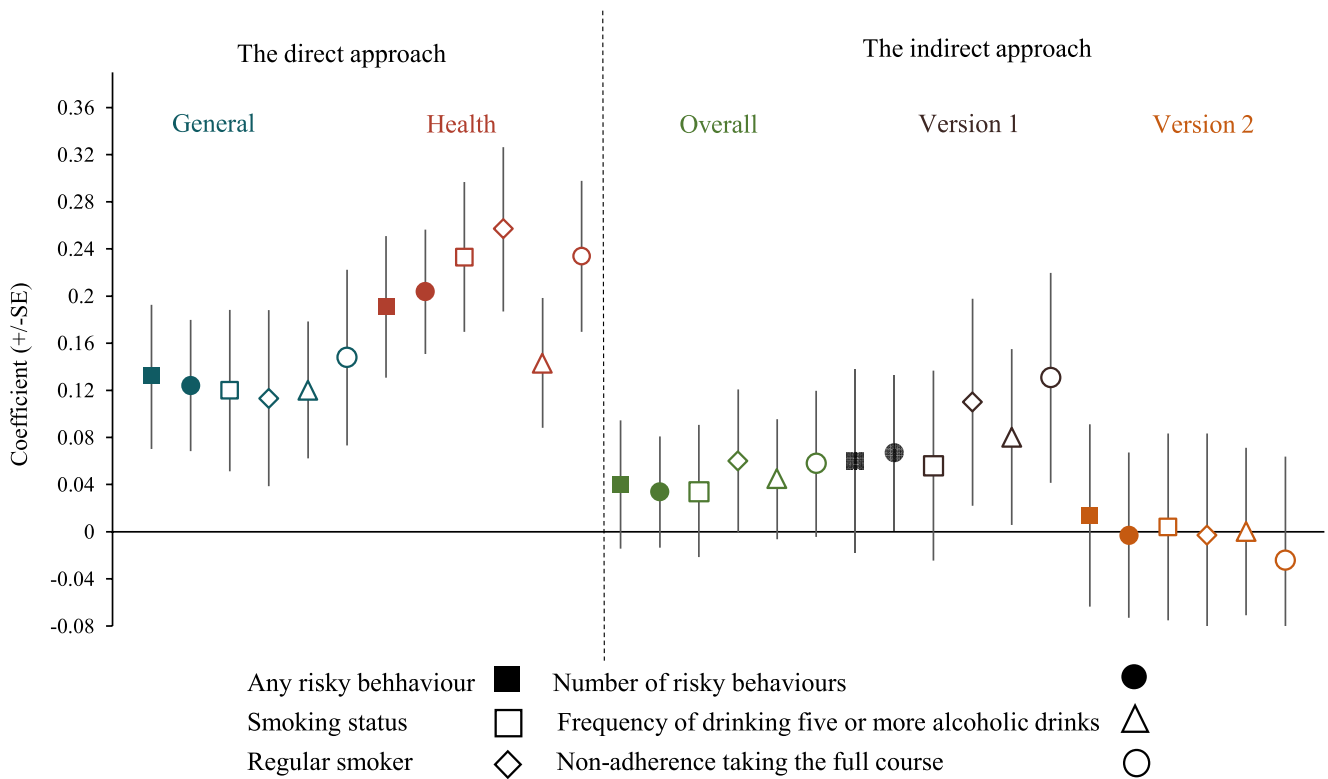 The direct approach
The indirect approach
General
Health
Overall
Version 1
Version 2
Coefficient (+/-SE)
0.36
0.32
0.28
0.24
0.2
0.16
0.12
0.08
0.04
0
-0.04
-0.08
Any risky behhaviour
Number of risky behaviours
Smoking status
Frequency of drinking five or more alcoholic drinks
Regular smoker
Non-adherence taking the full course